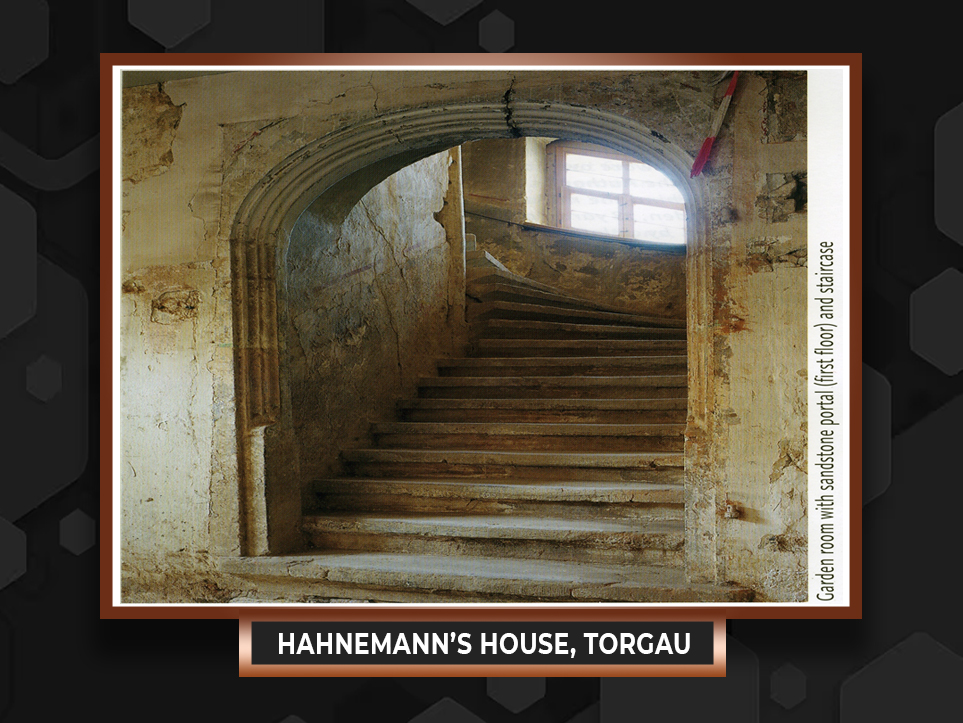 Garden room with sandstone portal (first floor) and staircase
HAHNEMANN'S HOUSE, TORGAU